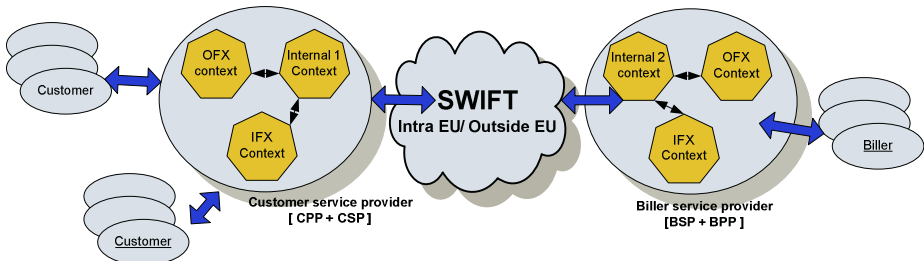 OFX
context
Internal 1
Context
IFX
Context
Customer
Customer
Customer service provider
[ CPP + CSP ]
SWIFT
Intra EU/ Outside EU
Internal 2
context
OFX
Context
IFX
Context
Biller
Biller service provider
[BSP + BPP ]